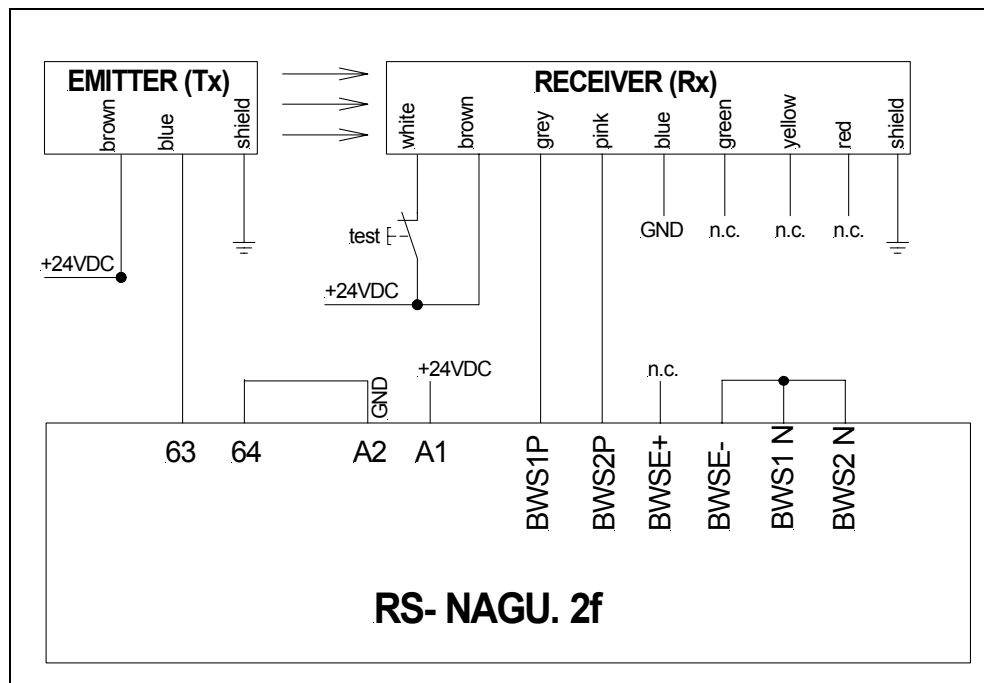 EMITTER (Tx)
brown
blue
shield
RECEIVER (Rx)
white
brown
grey
pink
blue
green
yellow
red
shield
test
GND
n.c.
n.c.
n.c.
+24VDC
+24VDC
+24VDC
n.c.
GND
63
64
A2
A1
BWS1P
BWS2P
BWSE+
BWSE-
BWS1 N
BWS2 N
RS- NAGU. 2f